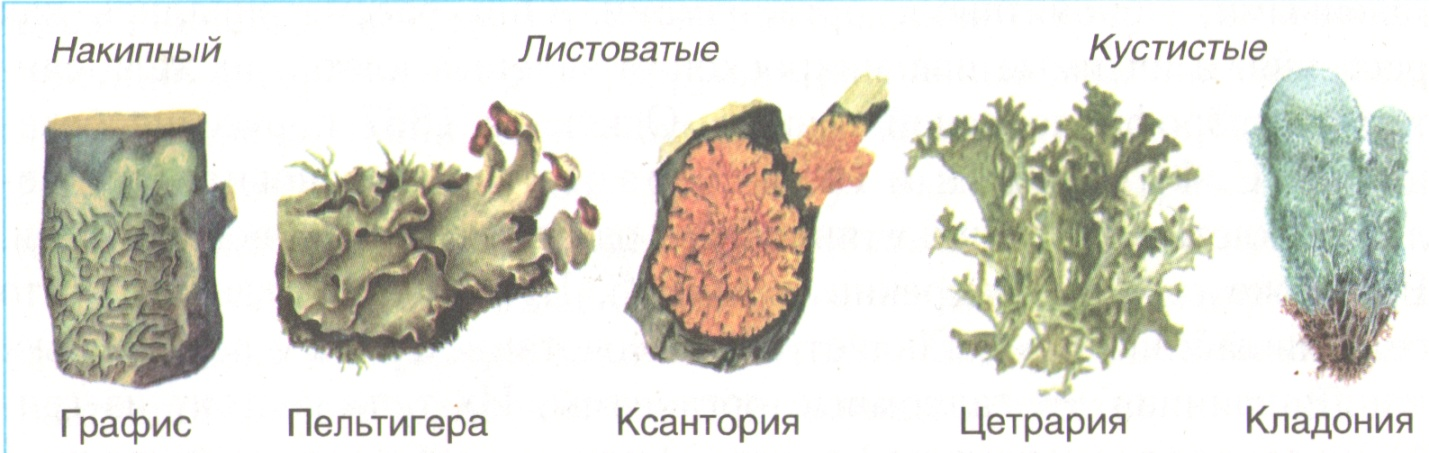 Накипный Листоватые Кустистые
Графис Пельтигера Ксантория Цетрария Кладония